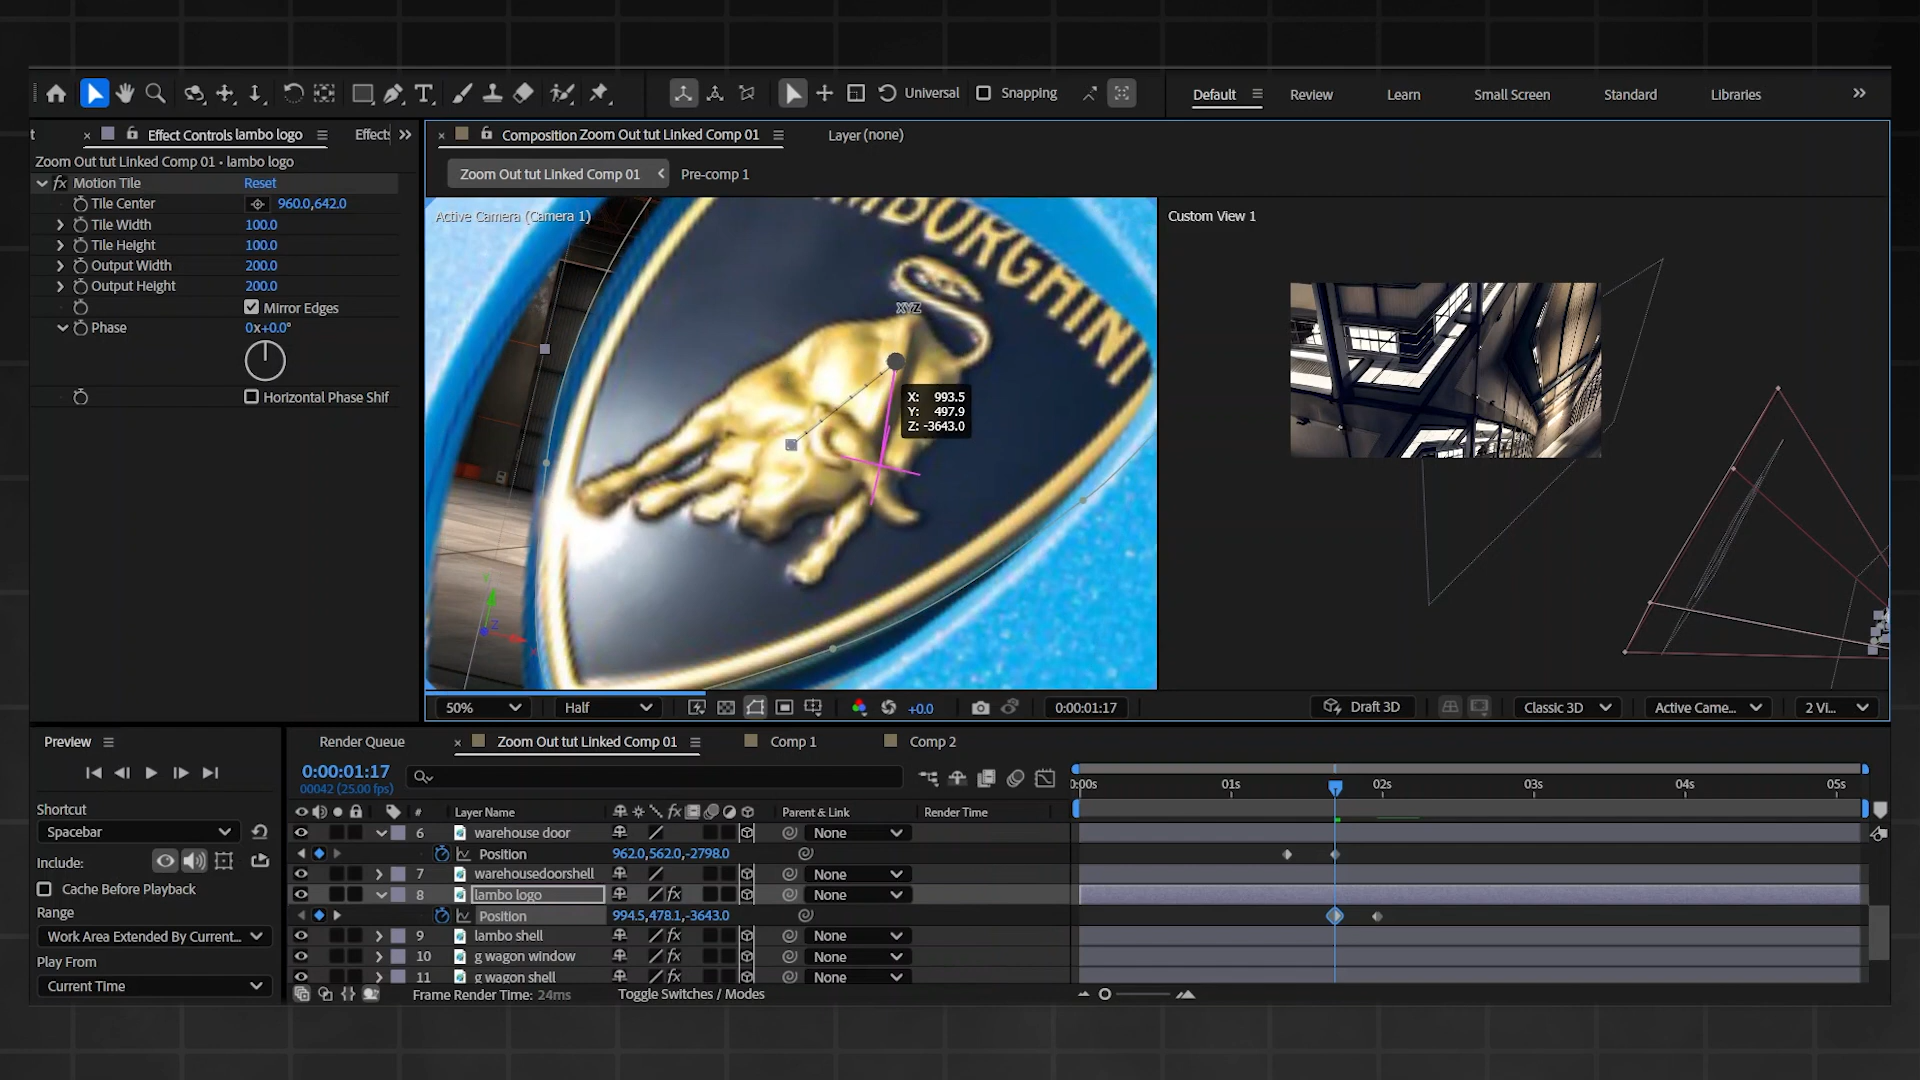 Universal
Snapping
Default
Review
Learn
Small Screen
Standard
Libraries
t
Effect Controls lambo logo
Effects
Composition Zoom Out tut Linked Comp 01
Layer (none)
Zoom Out tut Linked Comp 01 • lambo logo
Zoom Out tut Linked Comp 01
Pre-comp 1
fx Motion Tile
Reset
Tile Center
960.0,642.0
Tile Width
100.0
Tile Height
100.0
Output Width
200.0
Output Height
200.0
Mirror Edges
Phase
0x+0.0°
Horizontal Phase Shif
Active Camera (Camera 1)
AMBORGHINI
XYZ
X: 993.5
Y: 497.9
Z: -3643.0
Z
Custom View 1
50%
Half
+0.0
0:00:01:17
Draft 3D
Classic 3D
Active Came...
2 Vi...
Preview
Shortcut
Spacebar
Include:
Cache Before Playback
Range
Work Area Extended By Current...
Play From
Current Time
Render Queue
Zoom Out tut Linked Comp 01
Comp 1
Comp 2
0:00:01:17
00042 (25.00 fps)
# Layer Name
fx
Parent & Link
Render Time
6 warehouse door
None
Position
962.0,562.0,-2798.0
7 warehousedoorshell
None
8 lambo logo
fx
None
Position
994.5,478.1,-3643.0
9 lambo shell
fx
None
10 g wagon window
fx
None
11 g wagon shell
fx
None
Frame Render Time: 24ms
Toggle Switches / Modes
0:00s
01s
02s
03s
04s
05s